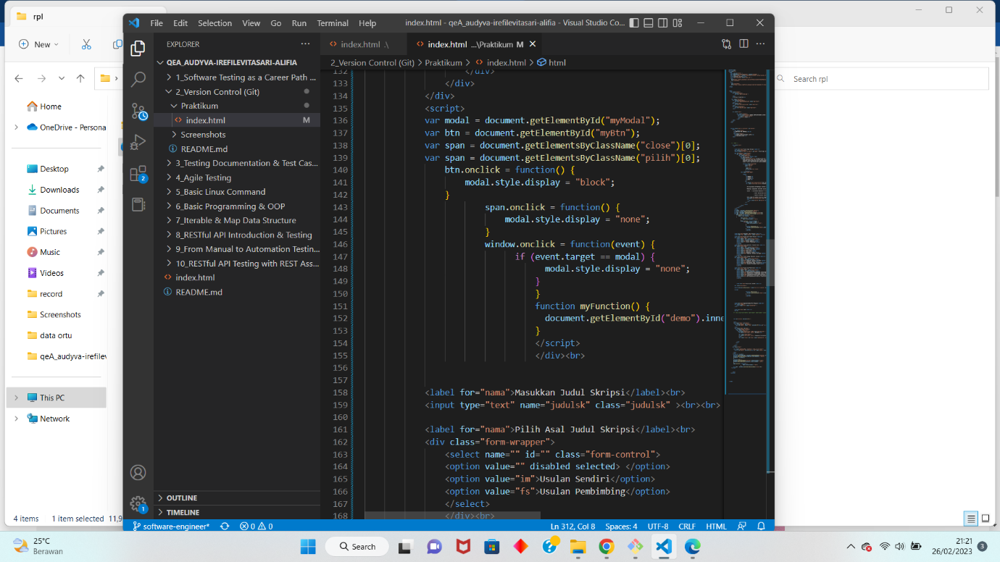 rpl
File Edit Selection View Go Run Terminal Help
index.html - qeA_audyva-irefilevitasari-alifia - Visual Studio Co...
New
Search rpl
Home
OneDrive - Persona
Desktop
Downloads
Documents
Pictures
Music
Videos
record
Screenshots
data ortu
qeA_audyva-irefilev
This PC
Network
4 items 1 item selected 11,9
EXPLORER
QEA_AUDYVA-IREFILEVITASARI-ALIFIA
1_Software Testing as a Career Path ...
2_Version Control (Git)
Praktikum
index.html M
Screenshots
README.md
3_Testing Documentation & Test Cas...
4_Agile Testing
5_Basic Linux Command
6_Basic Programming & OOP
7_Iterable & Map Data Structure
8_RESTful API Introduction & Testing
9_From Manual to Automation Testin...
10_RESTful API Testing with REST Ass...
index.html
README.md
OUTLINE
TIMELINE
2
1
index.html .\
index.html ...\Praktikum M
2_Version Control (Git) > Praktikum > index.html > html
132 </div>
133 </div>
134 </div>
135 <script>
136 var modal = document.getElementById("myModal");
137 var btn = document.getElementById("myBtn");
138 var span = document.getElementsByClassName("close")[0];
139 var span = document.getElementsByClassName("pilih")[0];
140 btn.onclick = function() {
141 modal.style.display = "block";
142 }
143 span.onclick = function() {
144 modal.style.display = "none";
145 }
146 window.onclick = function(event) {
147 if (event.target == modal) {
148 modal.style.display = "none";
149 }
150 }
151 function myFunction() {
152 document.getElementById("demo").inne
153 }
154 </script>
155 </div><br>
156
157
158 <label for="nama">Masukkan Judul Skripsi</label><br>
159 <input type="text" name="judulsk" class="judulsk" ><br><br>
160
161 <label for="nama">Pilih Asal Judul Skripsi</label><br>
162 <div class="form-wrapper">
163 <select name="" id="" class="form-control">
164 <option value="" disabled selected> </option>
165 <option value="im">Usulan Sendiri</option>
166 <option value="fs">Usulan Pembimbing</option>
167 </select>
168 </div><br>
software-engineer* 0 0
Ln 312, Col 8 Spaces: 4 UTF-8 CRLF HTML
25°C
Berawan
Search
21:21
26/02/2023
3